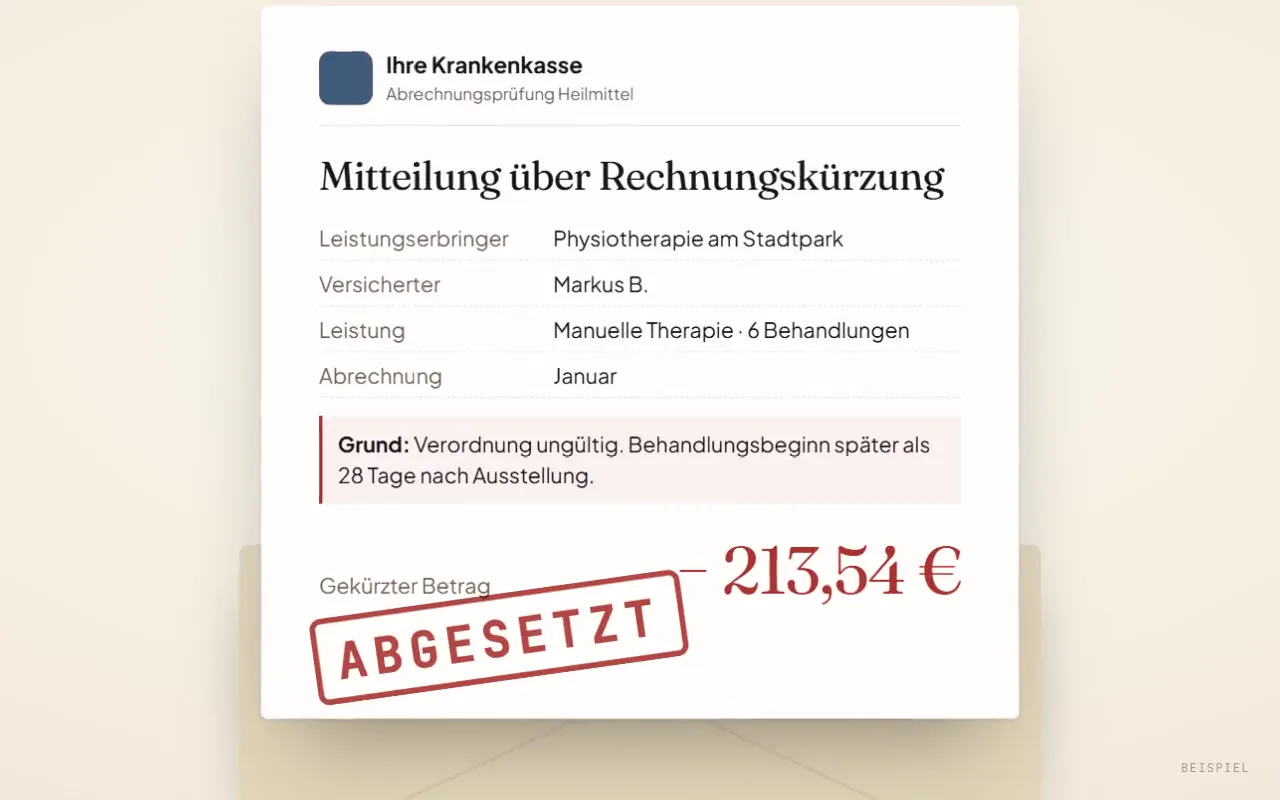 Ihre Krankenkasse
Abrechnungsprüfung Heilmittel
Mitteilung über Rechnungskürzung
Leistungserbringer Physiotherapie am Stadtpark
Versicherter Markus B.
Leistung Manuelle Therapie · 6 Behandlungen
Abrechnung Januar
Grund: Verordnung ungültig. Behandlungsbeginn später als
28 Tage nach Ausstellung.
Gekürzter Betrag – 213,54 €
ABGESETZT
BEISPIEL